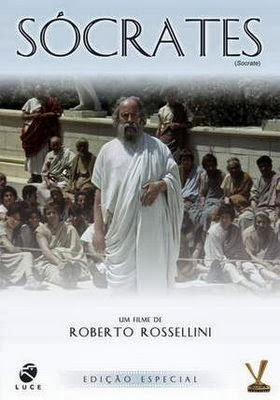 SÓCRATES
(Socrate)
UM FILME DE
ROBERTO ROSSELLINI
LUCE
EDIÇÃO ESPECIAL